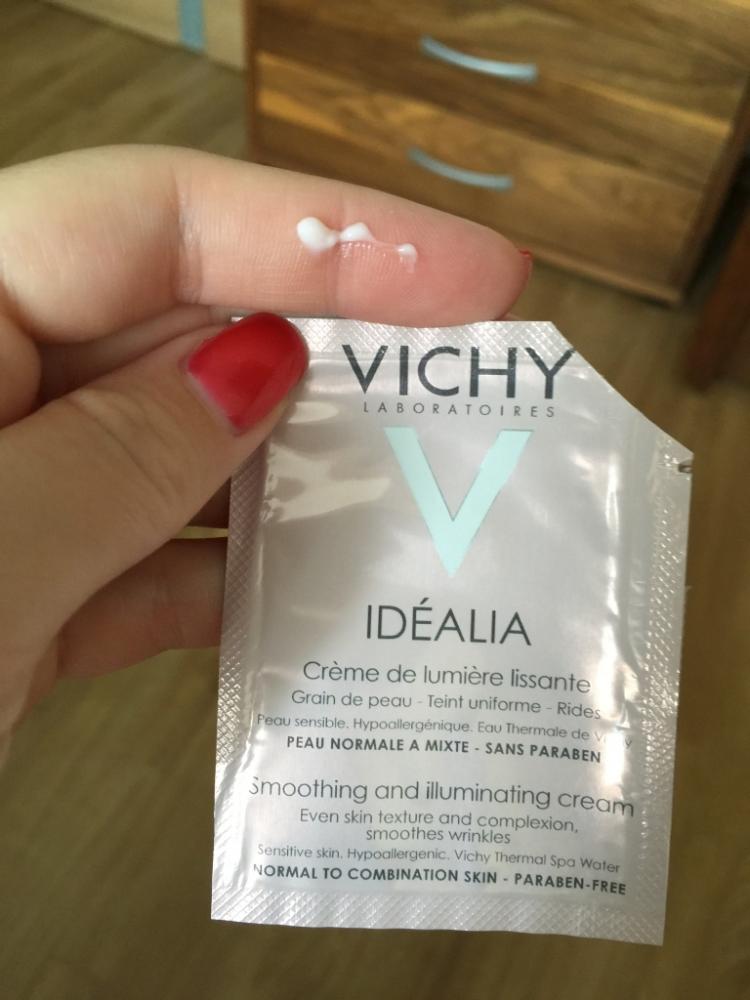 VICHY
LABORATOIRES
IDÉALIA
Crème de lumière lissante
Grain de peau - Teint uniforme - Rides
Peau sensible. Hypoallergénique. Eau Thermale de Vichy
PEAU NORMALE A MIXTE - SANS PARABEN
Smoothing and illuminating cream
Even skin texture and complexion,
smoothes wrinkles
Sensitive skin. Hypoallergenic. Vichy Thermal Spa Water
NORMAL TO COMBINATION SKIN - PARABEN-FREE